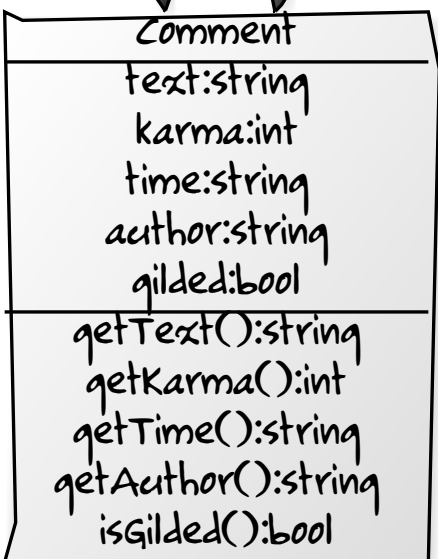 Comment
text:string
karma:int
time:string
author:string
gilded:bool
getText():string
getKarma():int
getTime():string
getAuthor():string
isGilded():bool